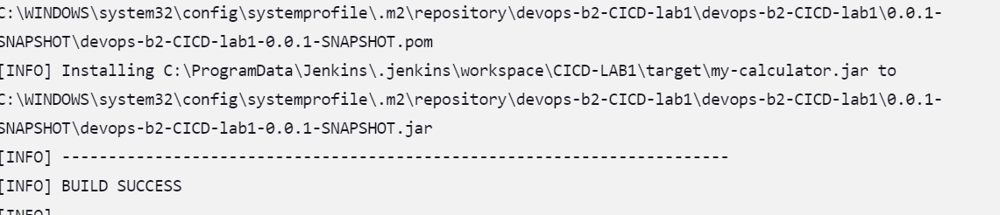 C:\WINDOWS\system32\config\systemprofile\.m2\repository\devops-b2-CICD-lab1\devops-b2-CICD-lab1\0.0.1-
SNAPSHOT\devops-b2-CICD-lab1-0.0.1-SNAPSHOT.pom
[INFO] Installing C:\ProgramData\Jenkins\.jenkins\workspace\CICD-LAB1\target\my-calculator.jar to
C:\WINDOWS\system32\config\systemprofile\.m2\repository\devops-b2-CICD-lab1\devops-b2-CICD-lab1\0.0.1-
SNAPSHOT\devops-b2-CICD-lab1-0.0.1-SNAPSHOT.jar
[INFO] ------------------------------------------------------------------------
[INFO] BUILD SUCCESS
[INFO]